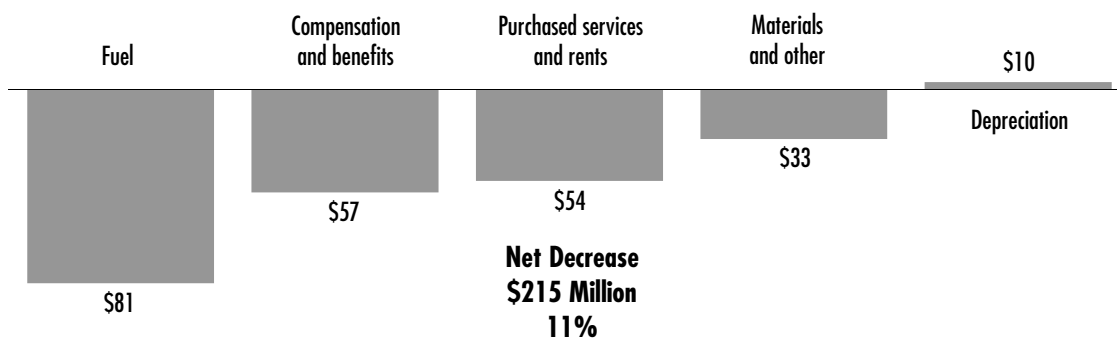 Fuel
Compensation
and benefits
Purchased services
and rents
Materials
and other
$10
Depreciation
$81
$57
$54
$33
Net Decrease
$215 Million
11%